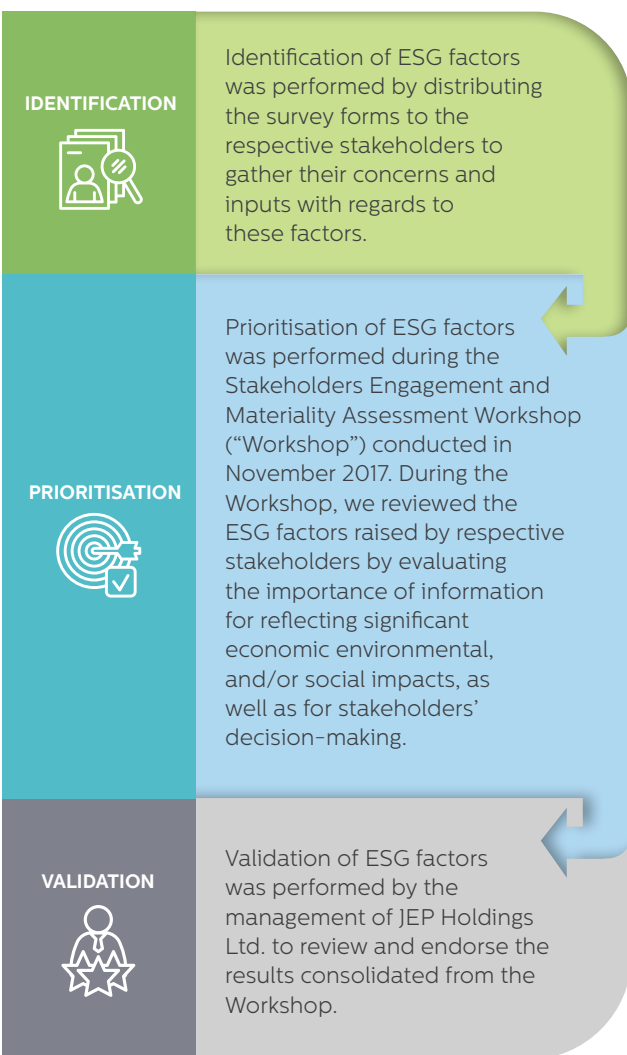 IDENTIFICATION
Identification of ESG factors
was performed by distributing
the survey forms to the
respective stakeholders to
gather their concerns and
inputs with regards to
these factors.
PRIORITISATION
Prioritisation of ESG factors
was performed during the
Stakeholders Engagement and
Materiality Assessment Workshop
(“Workshop”) conducted in
November 2017. During the
Workshop, we reviewed the
ESG factors raised by respective
stakeholders by evaluating
the importance of information
for reflecting significant
economic environmental,
and/or social impacts, as
well as for stakeholders’
decision-making.
VALIDATION
Validation of ESG factors
was performed by the
management of JEP Holdings
Ltd. to review and endorse the
results consolidated from the
Workshop.